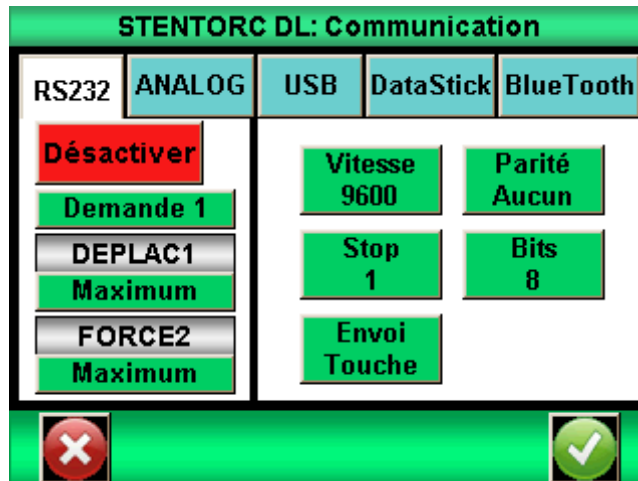 STENTORC DL: Communication
RS232
ANALOG
USB
DataStick
BlueTooth
Désactiver
Demande 1
DEPLAC1
Maximum
FORCE2
Maximum
Vitesse
9600
Parité
Aucun
Stop
1
Bits
8
Envoi
Touche